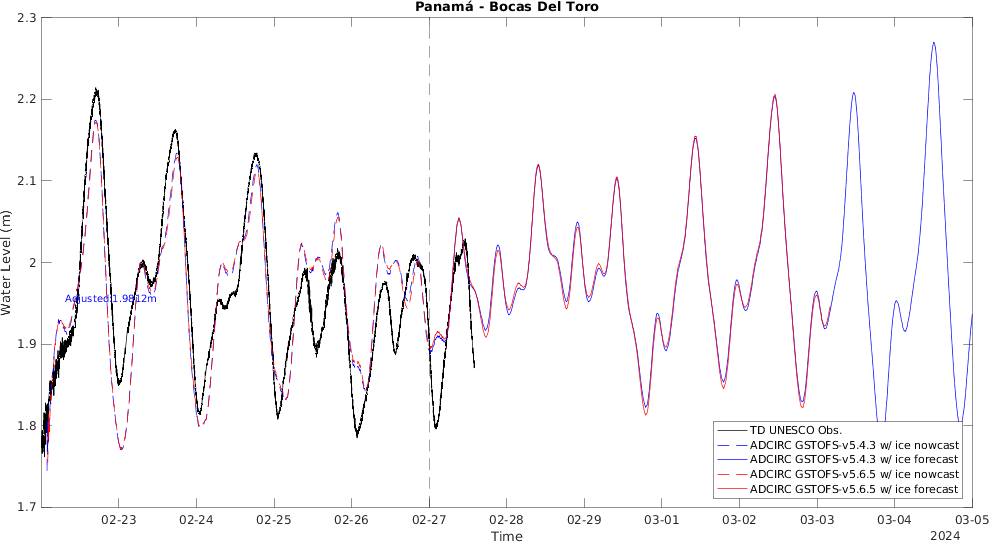 Panamá - Bocas Del Toro
2.3
2.2
2.1
2
1.9
1.8
1.7
Water Level (m)
Adjusted:1.9812m
TD UNESCO Obs.
ADCIRC GSTOFS-v5.4.3 w/ ice nowcast
ADCIRC GSTOFS-v5.4.3 w/ ice forecast
ADCIRC GSTOFS-v5.6.5 w/ ice nowcast
ADCIRC GSTOFS-v5.6.5 w/ ice forecast
02-23 02-24 02-25 02-26 02-27 02-28 02-29 03-01 03-02 03-03 03-04 03-05
Time
2024